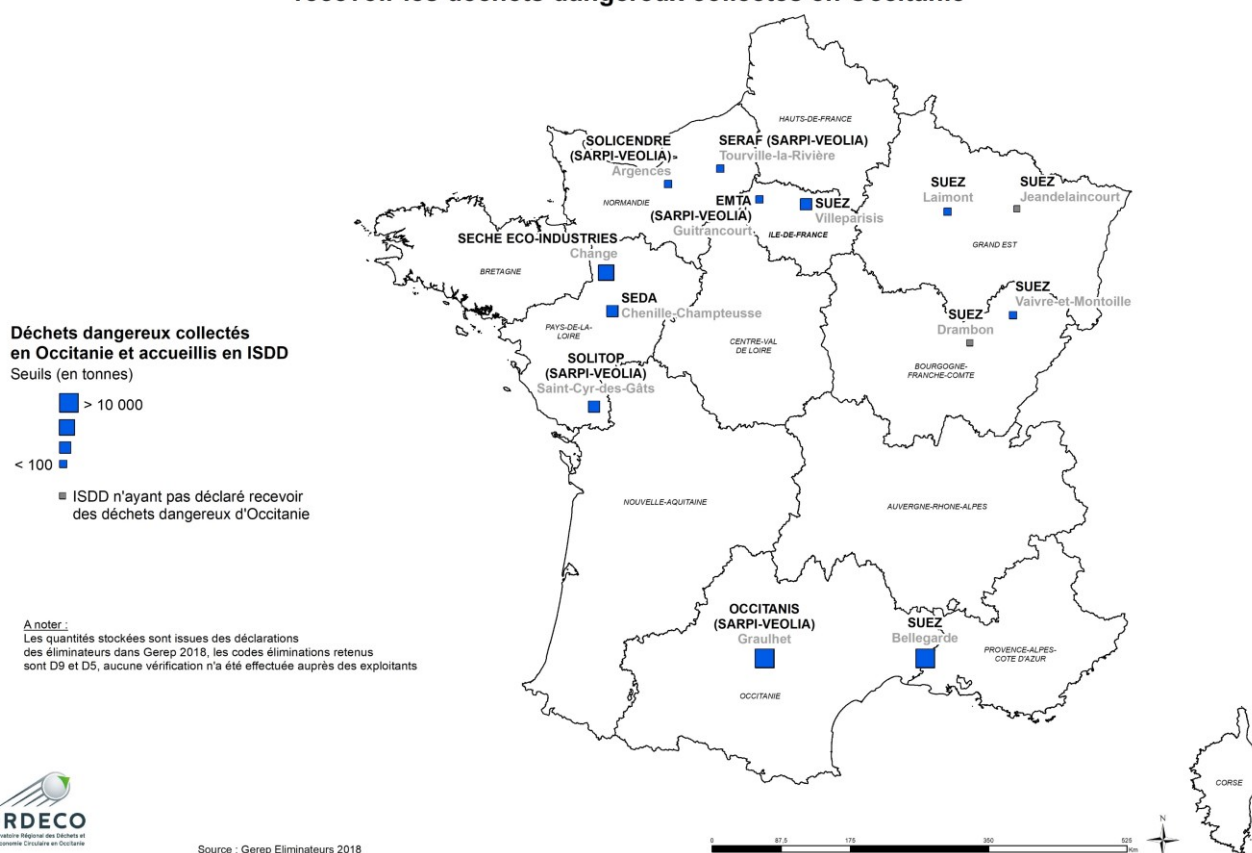 recevoir les déchets dangereux collectés en Occitanie
HAUTS-DE-FRANCE
SOLICENDRE
(SARPI-VEOLIA)
Argences
SERAF (SARPI-VEOLIA)
Tourville-la-Rivière
NORMANDIE
EMTA
(SARPI-VEOLIA)
Guitrancourt
SUEZ
Villeparisis
ILE-DE-FRANCE
SUEZ
Laimont
SUEZ
Jeandelaincourt
GRAND EST
SECHE ECO-INDUSTRIES
Change
BRETAGNE
SEDA
Chenille-Champteusse
PAYS-DE-LA-
LOIRE
SUEZ
Vaivre-et-Montoille
SUEZ
Drambon
CENTRE-VAL
DE LOIRE
BOURGOGNE-
FRANCHE-COMTE
SOLITOP
(SARPI-VEOLIA)
Saint-Cyr-des-Gâts
Déchets dangereux collectés
en Occitanie et accueillis en ISDD
Seuils (en tonnes)
> 10 000
< 100
ISDD n'ayant pas déclaré recevoir
des déchets dangereux d'Occitanie
NOUVELLE-AQUITAINE
AUVERGNE-RHONE-ALPES
OCCITANIS
(SARPI-VEOLIA)
Graulhet
SUEZ
Bellegarde
PROVENCE-ALPES-
COTE D'AZUR
OCCITANIE
A noter :
Les quantités stockées sont issues des déclarations
des éliminateurs dans Gerep 2018, les codes éliminations retenus
sont D9 et D5, aucune vérification n'a été effectuée auprès des exploitants
CORSE
RDECO
Régional des Déchets et
Circulaire en Occitanie
Source : Gerep Eliminateurs 2018
0 87,5 175 350 525
Km
N